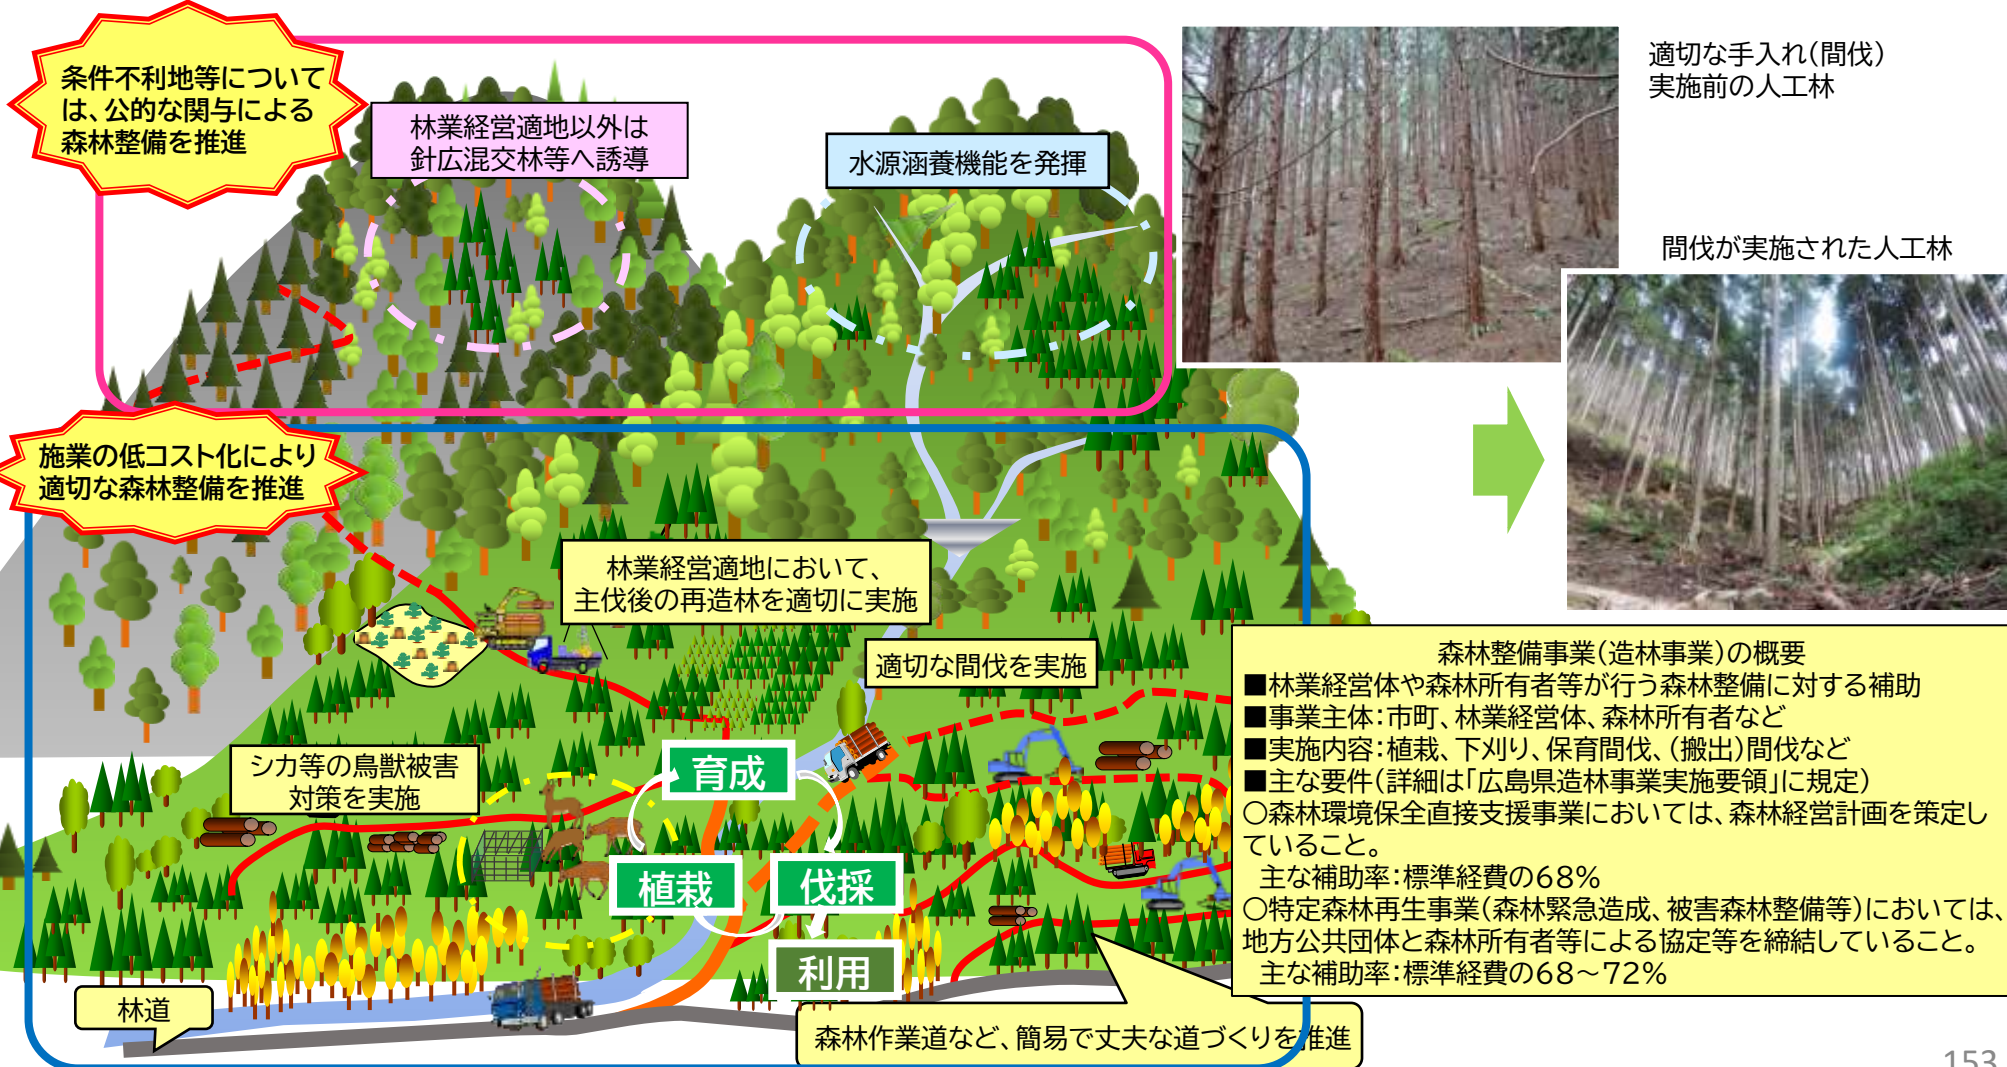 条件不利地等について
は、公的な関与による
森林整備を推進
林業経営適地以外は
針広混交林等へ誘導
水源涵養機能を発揮
適切な手入れ(間伐)
実施前の人工林
間伐が実施された人工林
施業の低コスト化により
適切な森林整備を推進
林業経営適地において、
主伐後の再造林を適切に実施
適切な間伐を実施
シカ等の鳥獣被害
対策を実施
育成
植栽
伐採
利用
林道
森林作業道など、簡易で丈夫な道づくりを推進
森林整備事業(造林事業)の概要
■林業経営体や森林所有者等が行う森林整備に対する補助
■事業主体:市町、林業経営体、森林所有者など
■実施内容:植栽、下刈り、保育間伐、(搬出)間伐など
■主な要件(詳細は「広島県造林事業実施要領」に規定)
○森林環境保全直接支援事業においては、森林経営計画を策定し
ていること。
主な補助率:標準経費の68%
○特定森林再生事業(森林緊急造成、被害森林整備等)においては、
地方公共団体と森林所有者等による協定等を締結していること。
主な補助率:標準経費の68～72%
153